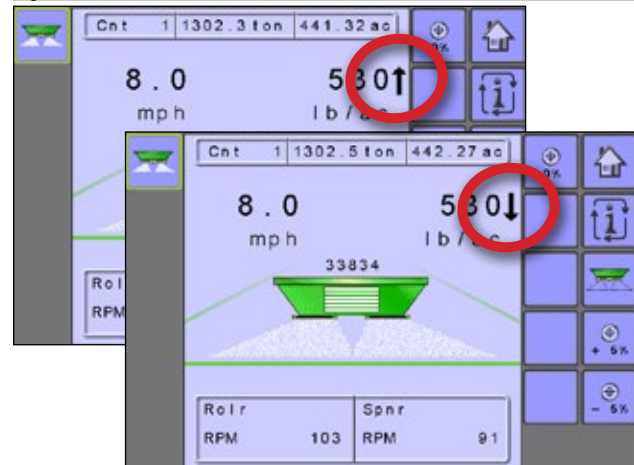 Cnt 1 1302.3 ton 441.32 ac
8.0
mph lb/
Rol
RPM
Cnt 1 1302.5 ton 442.27 ac
0%
8.0
mph
33834
+ 5%
Rolr Spnr
RPM 103 RPM 91
- 5%